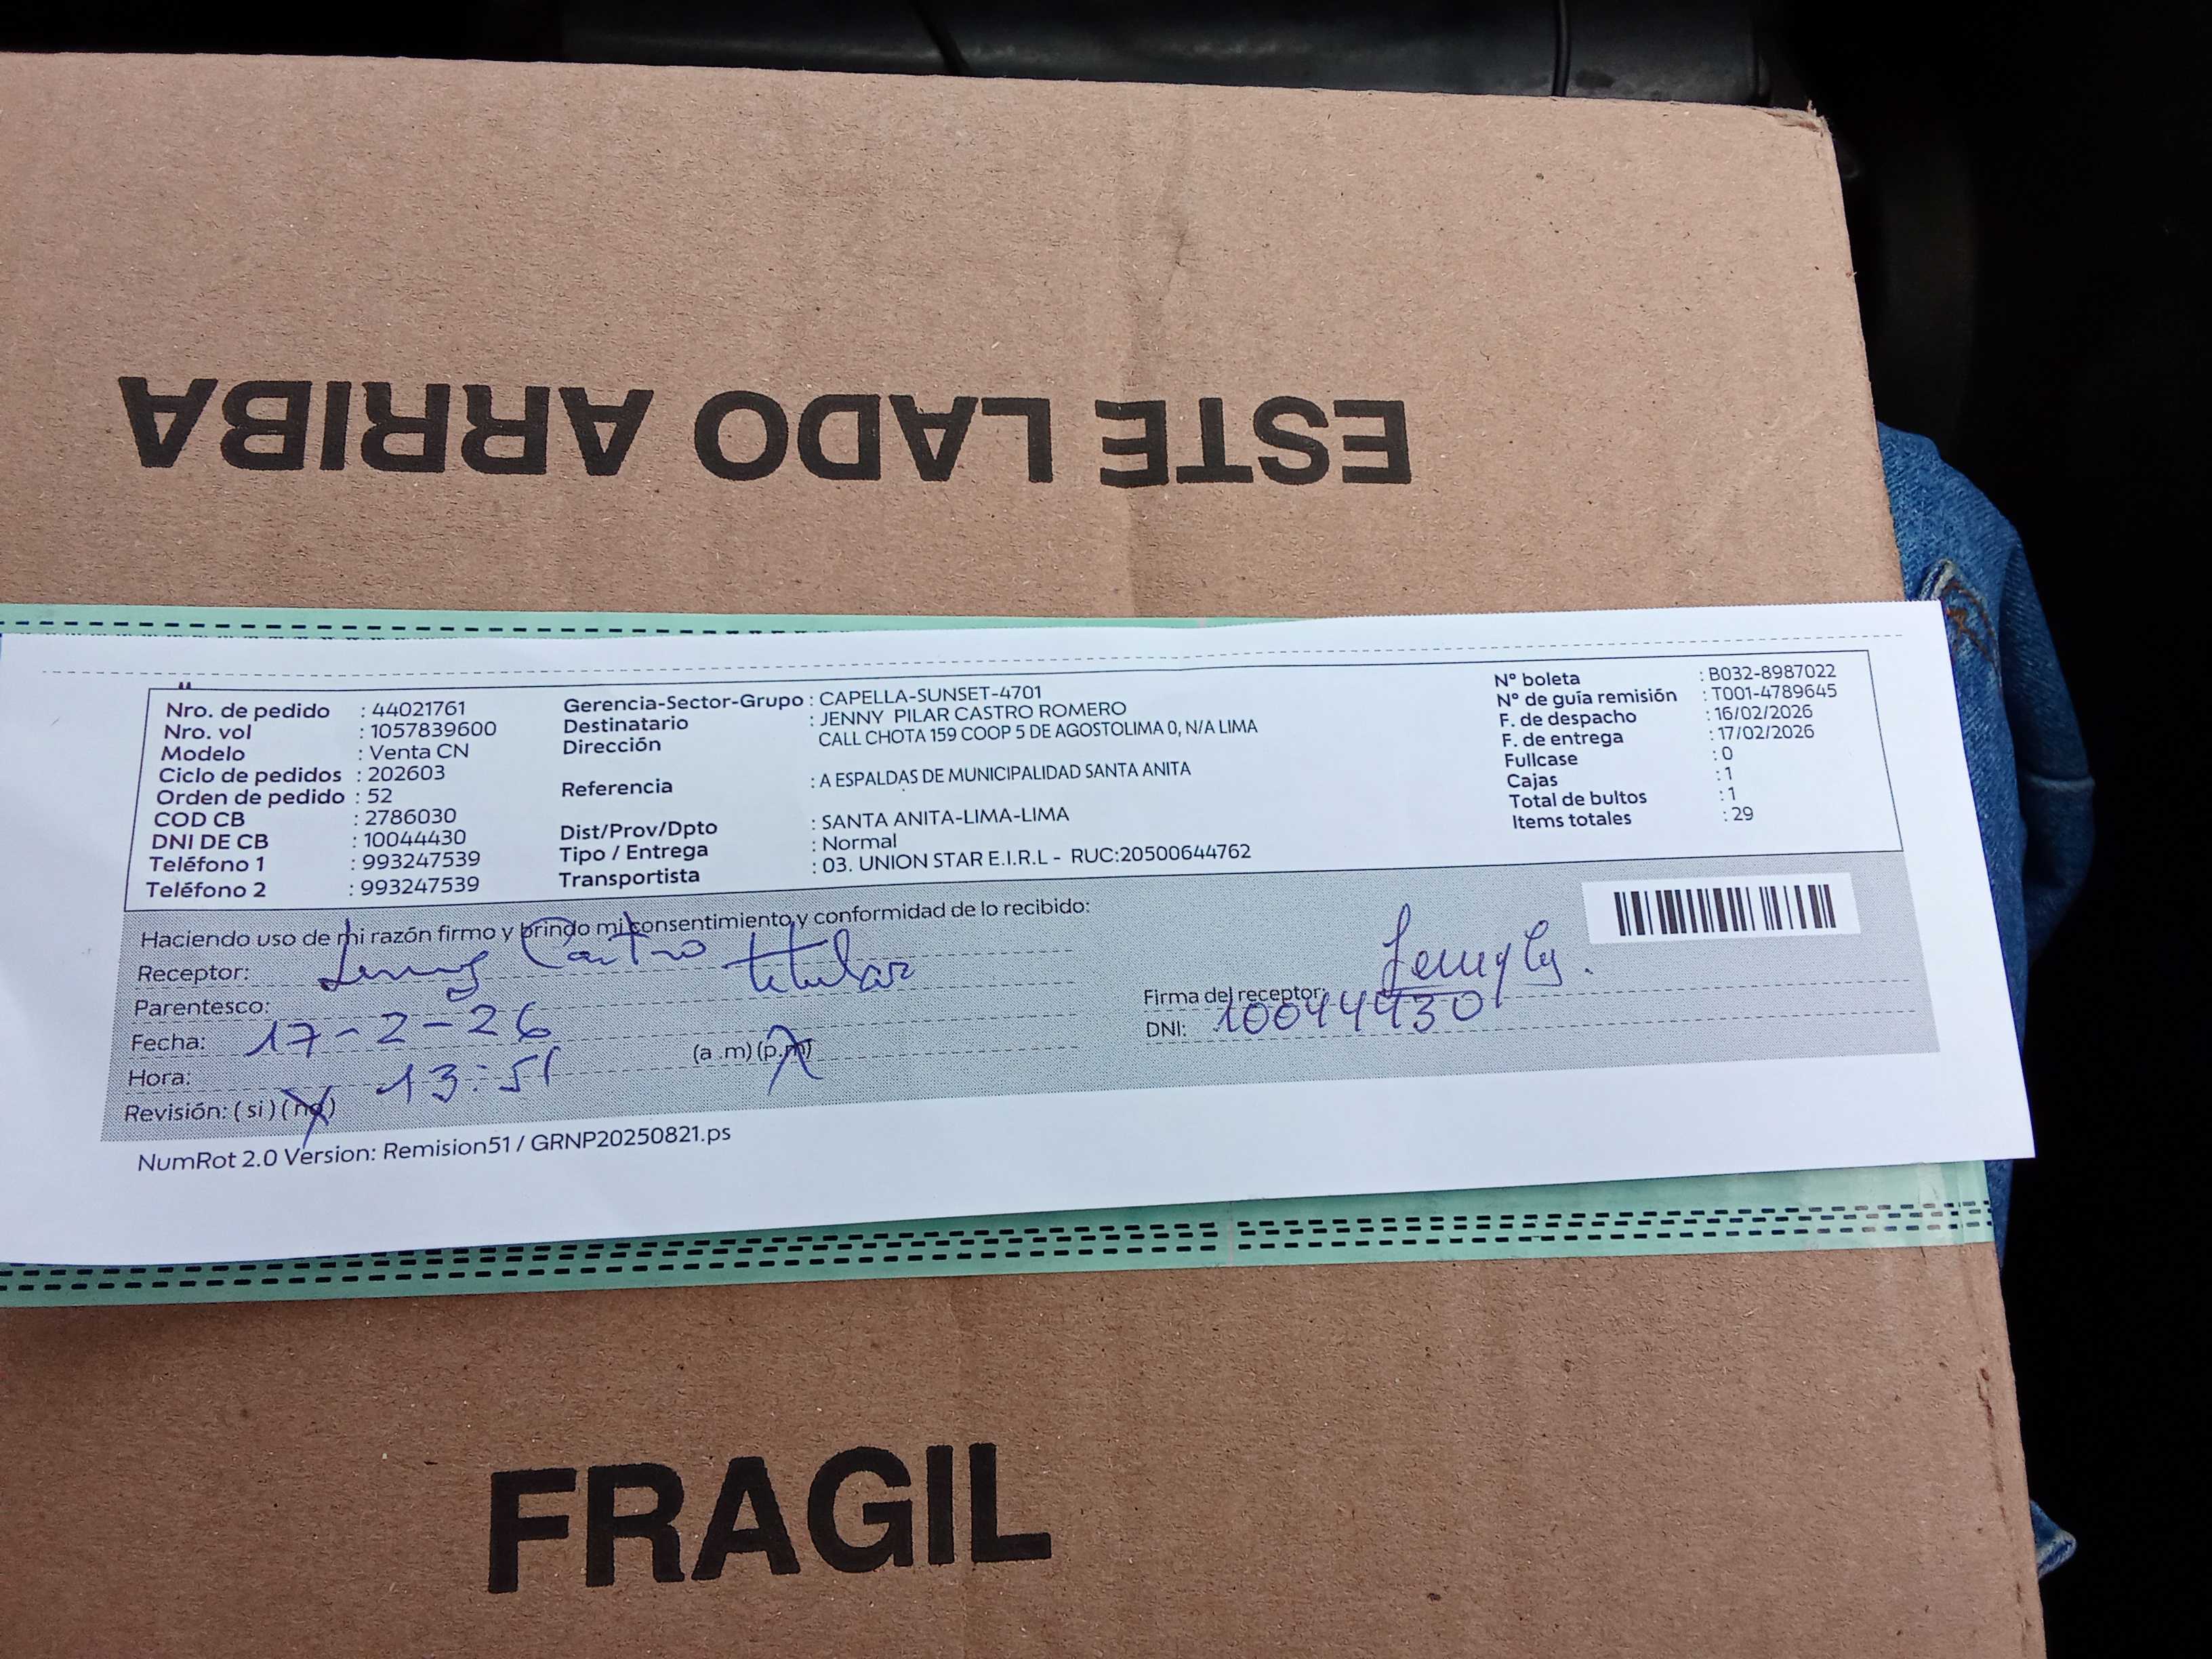 ESTE LADO ARRIBA
Nro. de pedido : 44021761
Nro. vol : 1057839600
Modelo : Venta CN
Ciclo de pedidos : 202603
Orden de pedido : 52
COD CB : 2786030
DNI DE CB : 10044430
Teléfono 1 : 993247539
Teléfono 2 : 993247539
Gerencia-Sector-Grupo : CAPELLA-SUNSET-4701
Destinatario : JENNY PILAR CASTRO ROMERO
Dirección CALL CHOTA 159 COOP 5 DE AGOSTOLIMA 0, N/A LIMA
Referencia : A ESPALDAS DE MUNICIPALIDAD SANTA ANITA
Dist/Prov/Dpto : SANTA ANITA-LIMA-LIMA
Tipo / Entrega : Normal
Transportista : 03. UNION STAR E.I.R.L - RUC:20500644762
N° boleta : B032-8987022
N° de guía remisión : T001-4789645
F. de despacho : 16/02/2026
F. de entrega : 17/02/2026
Fullcase : 0
Cajas : 1
Total de bultos : 1
Items totales : 29
Haciendo uso de mi razón firmo y brindo mi consentimiento y conformidad de lo recibido:
Receptor: Jenny Castro titular
Parentesco:
Fecha: 17-2-26
Hora: 13:51 (a .m) (p.m)
Revisión: ( si ) ( no )
Firma del receptor:
DNI: 10044430
NumRot 2.0 Version: Remision51 / GRNP20250821.ps
FRAGIL